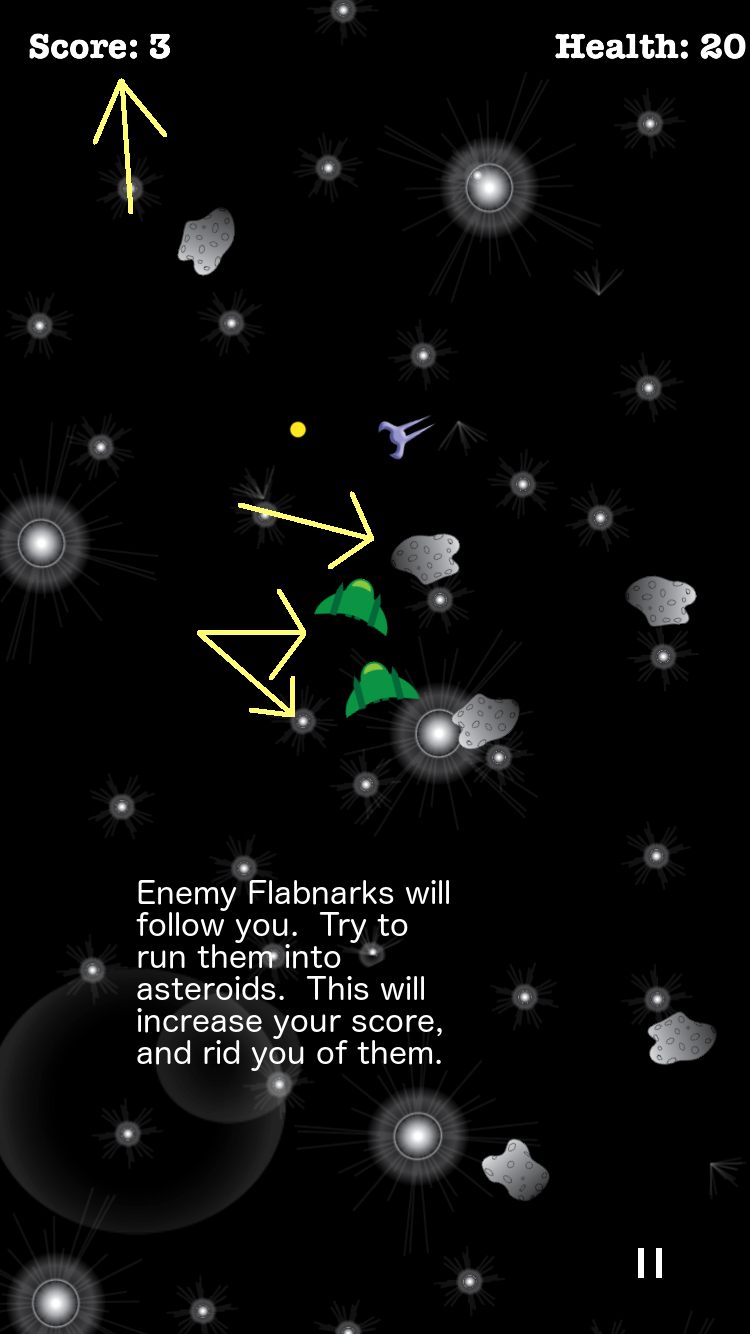 Score: 3
Health: 20
Enemy Flabnarks will
follow you.  Try to
run them into
asteroids.  This will
increase your score,
and rid you of them.